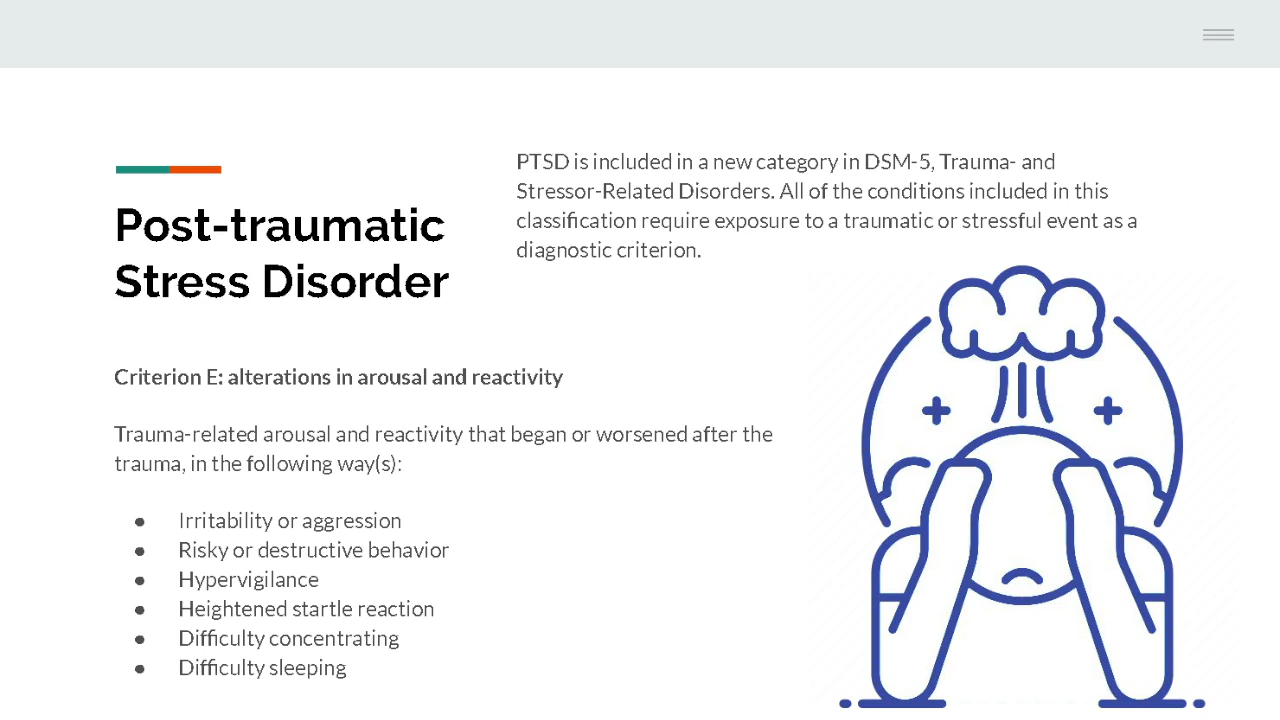 Post-traumatic
Stress Disorder
PTSD is included in a new category in DSM-5, Trauma- and
Stressor-Related Disorders. All of the conditions included in this
classification require exposure to a traumatic or stressful event as a
diagnostic criterion.
Criterion E: alterations in arousal and reactivity
Trauma-related arousal and reactivity that began or worsened after the
trauma, in the following way(s):
● Irritability or aggression
● Risky or destructive behavior
● Hypervigilance
● Heightened startle reaction
● Difficulty concentrating
● Difficulty sleeping